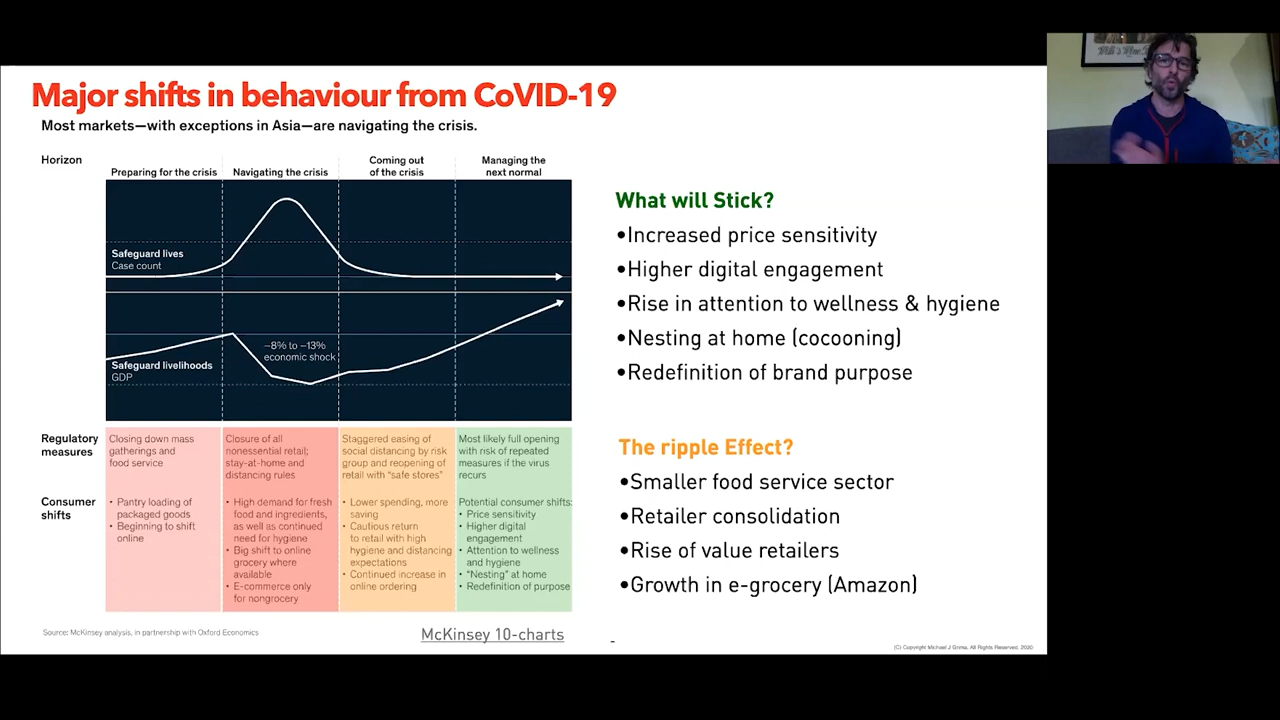 Major shifts in behaviour from CoVID-19
Most markets—with exceptions in Asia—are navigating the crisis.
Horizon
Preparing for the crisis
Navigating the crisis
Coming out
of the crisis
Managing the
next normal
Safeguard lives
Case count
−8% to −13%
economic shock
Safeguard livelihoods
GDP
Regulatory
measures
Closing down mass
gatherings and
food service
Closure of all
nonessential retail;
stay-at-home and
distancing rules
Staggered easing of
social distancing by risk
group and reopening of
retail with “safe stores”
Most likely full opening
with risk of repeated
measures if the virus
recurs
Consumer
shifts
• Pantry loading of
packaged goods
• Beginning to shift
online
• High demand for fresh
food and ingredients,
as well as continued
need for hygiene
• Big shift to online
grocery where
available
• E-commerce only
for nongrocery
• Lower spending, more
saving
• Cautious return
to retail with high
hygiene and distancing
expectations
• Continued increase in
online ordering
Potential consumer shifts:
• Price sensitivity
• Higher digital
engagement
• Attention to wellness
and hygiene
• “Nesting” at home
• Redefinition of purpose
Source: McKinsey analysis, in partnership with Oxford Economics
McKinsey 10-charts
What will Stick?
•Increased price sensitivity
•Higher digital engagement
•Rise in attention to wellness & hygiene
•Nesting at home (cocooning)
•Redefinition of brand purpose
The ripple Effect?
•Smaller food service sector
•Retailer consolidation
•Rise of value retailers
•Growth in e-grocery (Amazon)
(C) Copyright Michael J Grima. All Rights Reserved, 2020